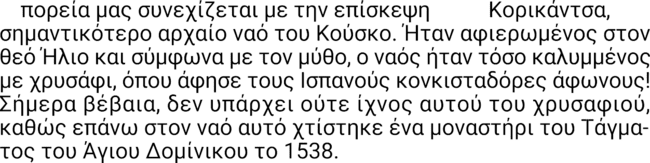 πορεία μας συνεχίζεται με την επίσκεψη Κορικάντσα,
σημαντικότερο αρχαίο ναό του Κούσκο. Ήταν αφιερωμένος στον
θεό Ήλιο και σύμφωνα με τον μύθο, ο ναός ήταν τόσο καλυμμένος
με χρυσάφι, όπου άφησε τους Ισπανούς κονκισταδόρες άφωνους!
Σήμερα βέβαια, δεν υπάρχει ούτε ίχνος αυτού του χρυσαφιού,
καθώς επάνω στον ναό αυτό χτίστηκε ένα μοναστήρι του Τάγμα-
τος του Άγιου Δομίνικου το 1538.